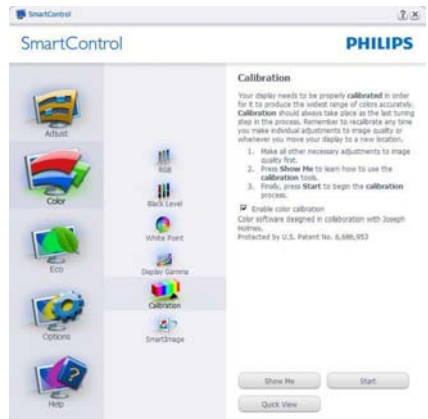 SmartControl
SmartControl
PHILIPS
Adjust
Color
Eco
Options
Help
RGB
Black Level
White Point
Display Gamma
Calibration
SmartImage
Calibration
Your display needs to be properly calibrated in order
for it to produce the widest range of colors accurately.
Calibration should always take place as the last tuning
step in the process. Remember to recalibrate any time
you make individual adjustments to image quality or
whenever you move your display to a new location.
1. Make all other necessary adjustments to image
quality first.
2. Press Show Me to learn how to use the
calibration tools.
3. Finally, press Start to begin the calibration
process.
Enable color calibration
Color software designed in collaboration with Joseph
Holmes.
Protected by U.S. Patent No. 6,686,953
Show Me
Start
Quick View